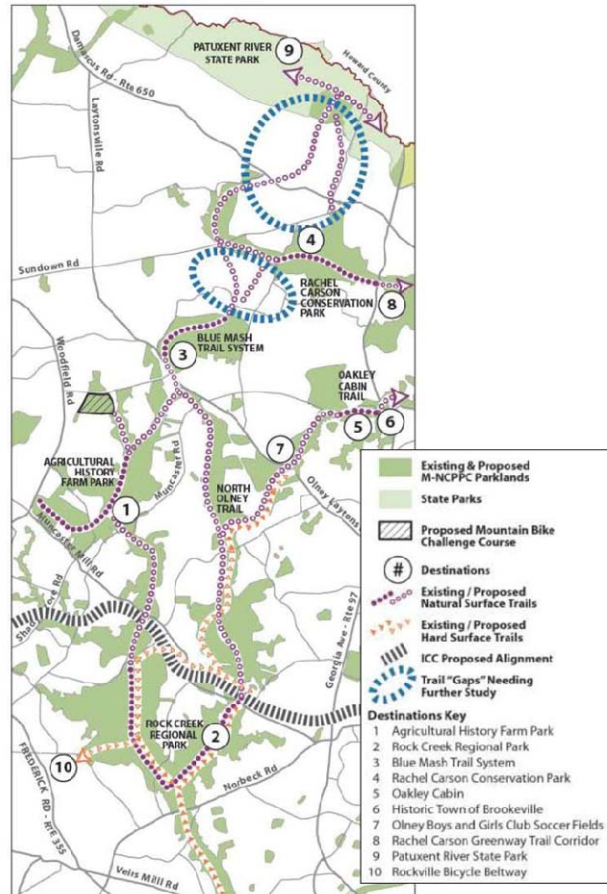 PATUXENT RIVER
STATE PARK
9
Howard County
Damascus Rd - Rte 650
Laytonsville Rd
4
Sundown Rd
RACHEL
CARSON
CONSERVATION
PARK
8
BLUE MASH
TRAIL SYSTEM
3
Woodfield Rd
OAKLEY
CABIN
TRAIL
5
6
AGRICULTURAL
HISTORY
FARM PARK
Muncaster Rd
7
NORTH
OLNEY
TRAIL
Olney Laytons
1
Muncaster Mill Rd
Georgia Ave - Rte 97
ROCK CREEK
REGIONAL
PARK
2
10
Norbeck Rd
FREDERICK RD - RTE 355
Veirs Mill Rd
Existing & Proposed
M-NCPPC Parklands
State Parks
Proposed Mountain Bike
Challenge Course
# Destinations
Existing / Proposed
Natural Surface Trails
Existing / Proposed
Hard Surface Trails
ICC Proposed Alignment
Trail "Gaps" Needing
Further Study
Destinations Key
1 Agricultural History Farm Park
2 Rock Creek Regional Park
3 Blue Mash Trail System
4 Rachel Carson Conservation Park
5 Oakley Cabin
6 Historic Town of Brookeville
7 Olney Boys and Girls Club Soccer Fields
8 Rachel Carson Greenway Trail Corridor
9 Patuxent River State Park
10 Rockville Bicycle Beltway